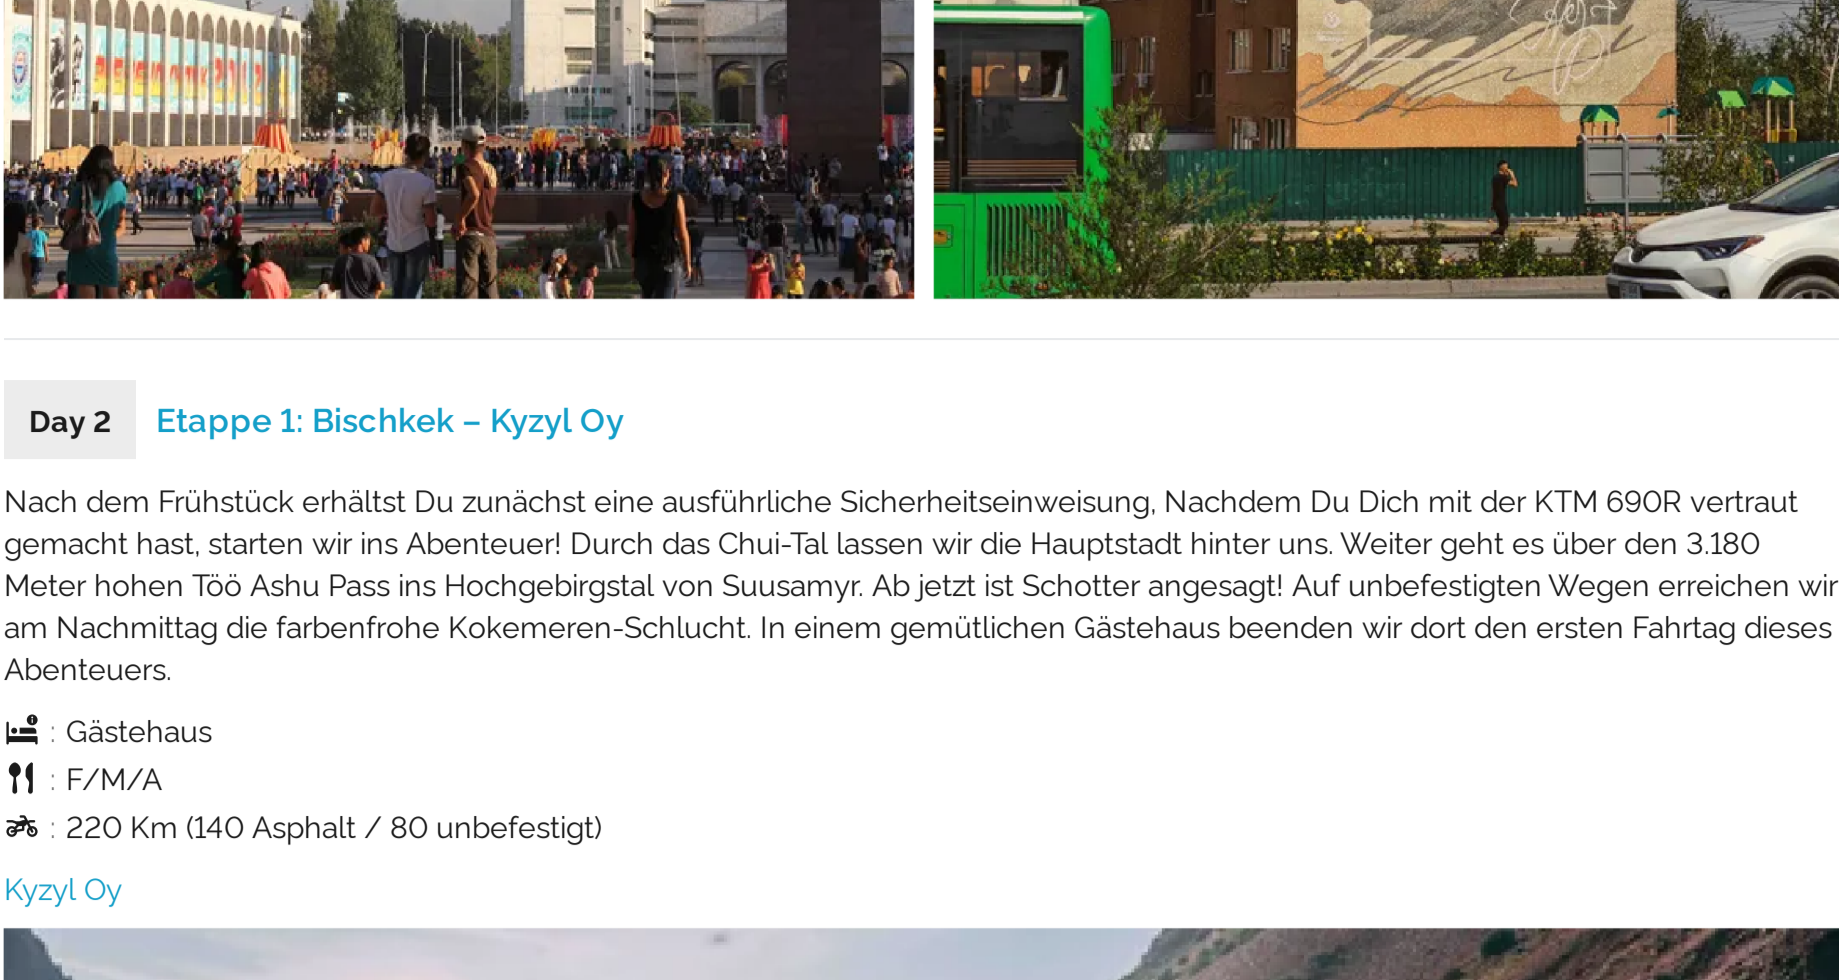 Day 2
Etappe 1: Bischkek – Kyzyl Oy
Nach dem Frühstück erhältst Du zunächst eine ausführliche Sicherheitseinweisung, Nachdem Du Dich mit der KTM 690R vertraut
gemacht hast, starten wir ins Abenteuer! Durch das Chui-Tal lassen wir die Hauptstadt hinter uns. Weiter geht es über den 3.180
Meter hohen Töö Ashu Pass ins Hochgebirgstal von Suusamyr. Ab jetzt ist Schotter angesagt! Auf unbefestigten Wegen erreichen wir
am Nachmittag die farbenfrohe Kokemeren-Schlucht. In einem gemütlichen Gästehaus beenden wir dort den ersten Fahrtag dieses
Abenteuers.
: Gästehaus
: F/M/A
: 220 Km (140 Asphalt / 80 unbefestigt)
Kyzyl Oy